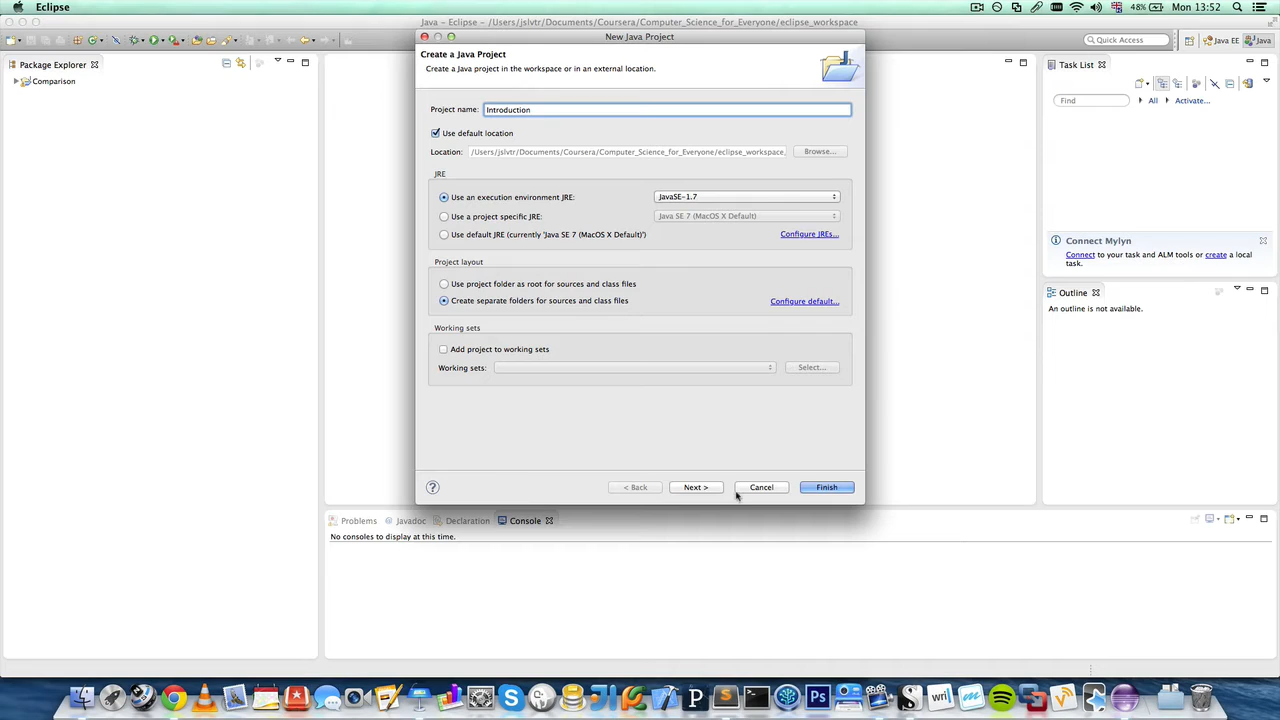 Eclipse
48%
Mon 13:52
Java - Eclipse - /Users/jslvtr/Documents/Coursera/Computer_Science_for_Everyone/eclipse_workspace
Quick Access
Java EE
Java
Package Explorer
Comparison
New Java Project
Create a Java Project
Create a Java project in the workspace or in an external location.
Project name:
Introduction
Use default location
Location:
/Users/jslvtr/Documents/Coursera/Computer_Science_for_Everyone/eclipse_workspace,
Browse...
JRE
Use an execution environment JRE:
JavaSE-1.7
Use a project specific JRE:
Java SE 7 (MacOS X Default)
Use default JRE (currently 'Java SE 7 (MacOS X Default)')
Configure JREs...
Project layout
Use project folder as root for sources and class files
Create separate folders for sources and class files
Configure default...
Working sets
Add project to working sets
Working sets:
Select...
?
< Back
Next >
Cancel
Finish
Task List
Find
All
Activate...
Connect Mylyn
Connect to your task and ALM tools or create a local
task.
Outline
An outline is not available.
Problems
Javadoc
Declaration
Console
No consoles to display at this time.
Ps
wri